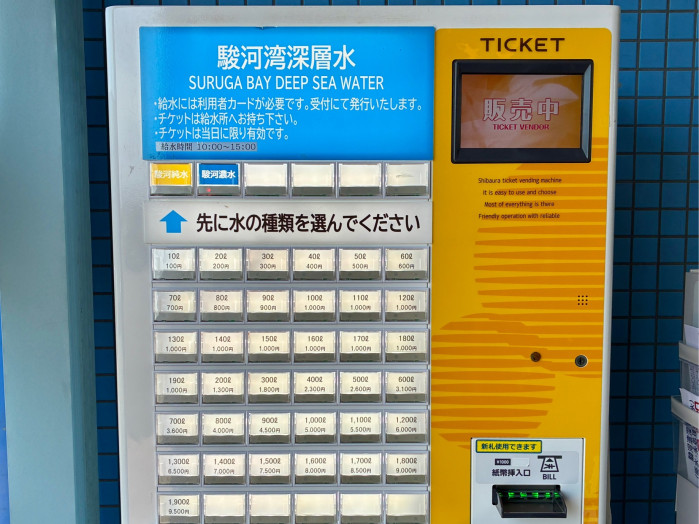 駿河湾深層水
SURUGA BAY DEEP SEA WATER
・給水には利用者カードが必要です。受付にて発行いたします。
・チケットは給水所へお持ち下さい。
・チケットは当日に限り有効です。
給水時間 10:00～15:00
駿河純水 駿河濃水
先に水の種類を選んでください
10ℓ 20ℓ 30ℓ 40ℓ 50ℓ 60ℓ
100円 200円 300円 400円 500円 600円
70ℓ 80ℓ 90ℓ 100ℓ 110ℓ 120ℓ
700円 800円 900円 1,000円 1,000円 1,000円
130ℓ 140ℓ 150ℓ 160ℓ 170ℓ 180ℓ
1,000円 1,000円 1,000円 1,000円 1,000円 1,000円
190ℓ 200ℓ 300ℓ 400ℓ 500ℓ 600ℓ
1,000円 1,300円 1,800円 2,300円 2,600円 3,100円
700ℓ 800ℓ 900ℓ 1,000ℓ 1,100ℓ 1,200ℓ
3,600円 4,000円 4,500円 5,000円 5,500円 6,000円
1,300ℓ 1,400ℓ 1,500ℓ 1,600ℓ 1,700ℓ 1,800ℓ
6,500円 7,000円 7,500円 8,000円 8,500円 9,000円
1,900ℓ
9,500円
TICKET
販売中
TICKET VENDOR
Shibaura ticket vending machine
It is easy to use and choose
Most of everything is there
Friendly operation with reliable
新札使用できます
¥1000
紙幣挿入口
BILL